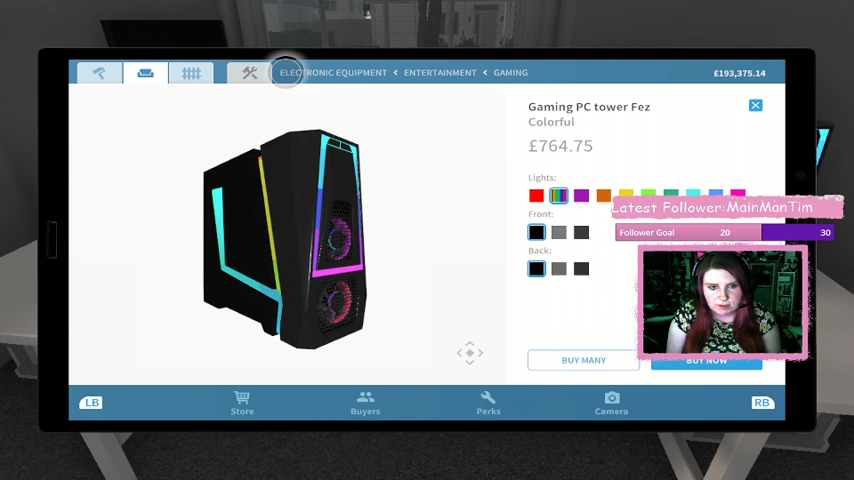 ELECTRONIC EQUIPMENT < ENTERTAINMENT < GAMING
£193,375.14
Gaming PC tower Fez
Colorful
£764.75
Lights:
Latest Follower:MainManTim
Front:
Follower Goal 20 30
Back:
BUY MANY
BUY NOW
LB
Store
Buyers
Perks
Camera
RB